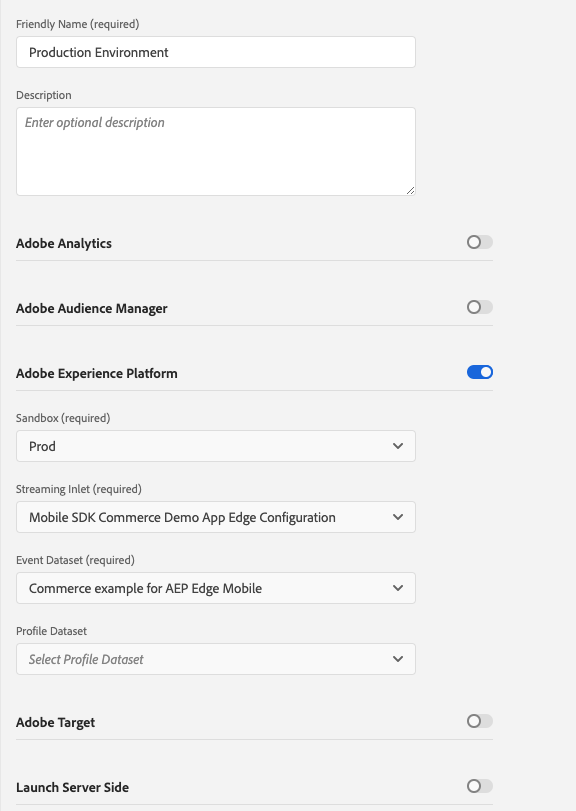 Friendly Name (required)
Production Environment
Description
Enter optional description
Adobe Analytics
Adobe Audience Manager
Adobe Experience Platform
Sandbox (required)
Prod
Streaming Inlet (required)
Mobile SDK Commerce Demo App Edge Configuration
Event Dataset (required)
Commerce example for AEP Edge Mobile
Profile Dataset
Select Profile Dataset
Adobe Target
Launch Server Side